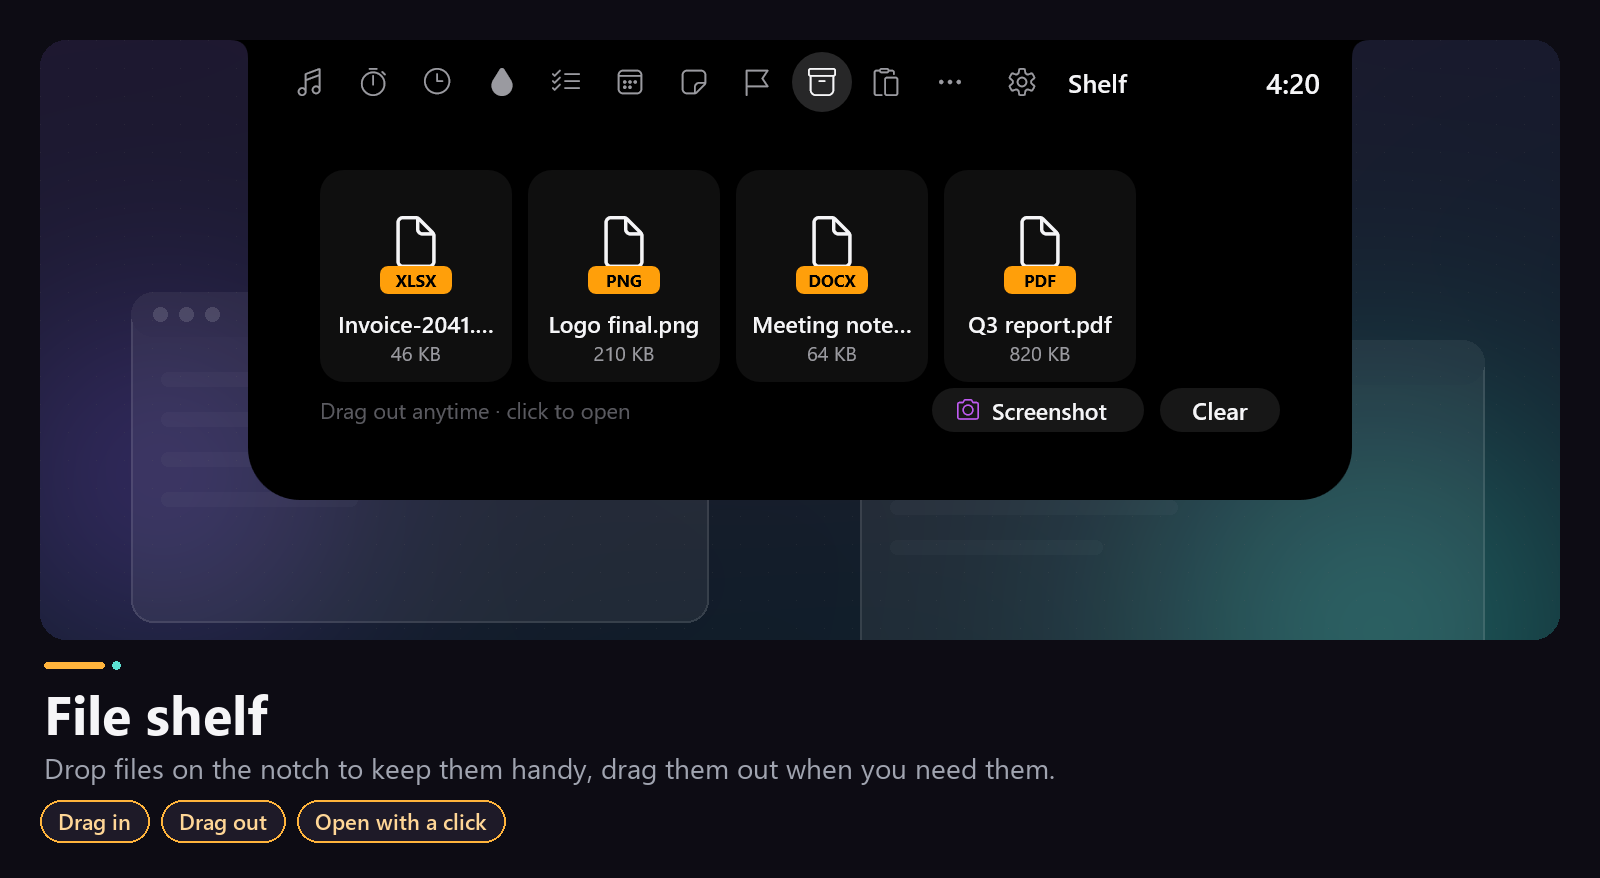 Shelf
4:20
XLSX
Invoice-2041....
46 KB
PNG
Logo final.png
210 KB
DOCX
Meeting note...
64 KB
PDF
Q3 report.pdf
820 KB
Drag out anytime · click to open
Screenshot
Clear
File shelf
Drop files on the notch to keep them handy, drag them out when you need them.
Drag in
Drag out
Open with a click